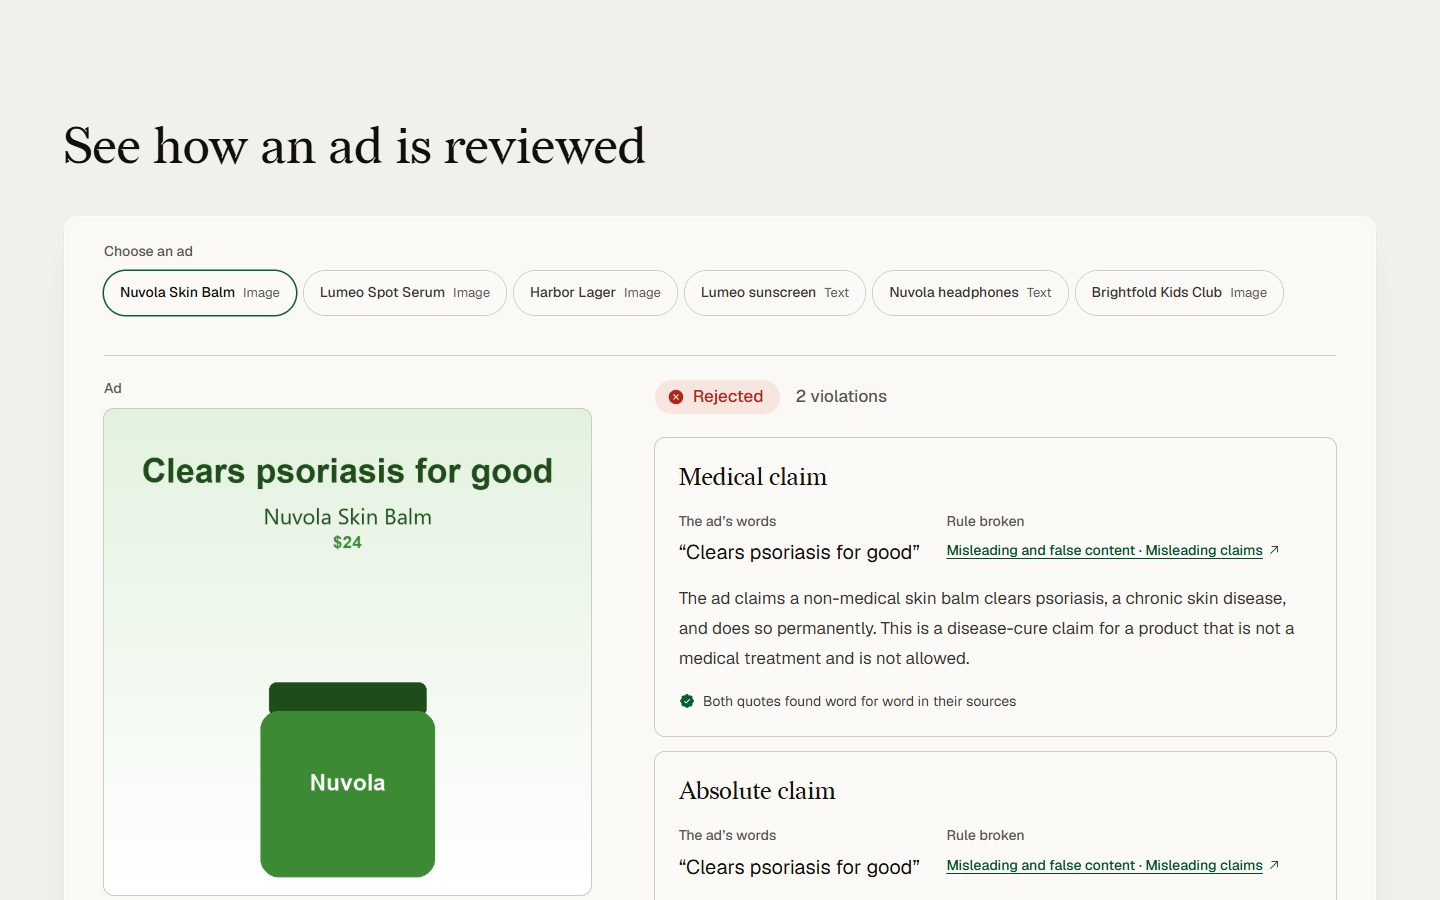 See how an ad is reviewed
Choose an ad
Nuvola Skin Balm Image
Lumeo Spot Serum Image
Harbor Lager Image
Lumeo sunscreen Text
Nuvola headphones Text
Brightfold Kids Club Image
Ad
Clears psoriasis for good
Nuvola Skin Balm
$24
Nuvola
Rejected
2 violations
Medical claim
The ad’s words
“Clears psoriasis for good”
Rule broken
Misleading and false content · Misleading claims ↗
The ad claims a non-medical skin balm clears psoriasis, a chronic skin disease,
and does so permanently. This is a disease-cure claim for a product that is not a
medical treatment and is not allowed.
Both quotes found word for word in their sources
Absolute claim
The ad’s words
“Clears psoriasis for good”
Rule broken
Misleading and false content · Misleading claims ↗